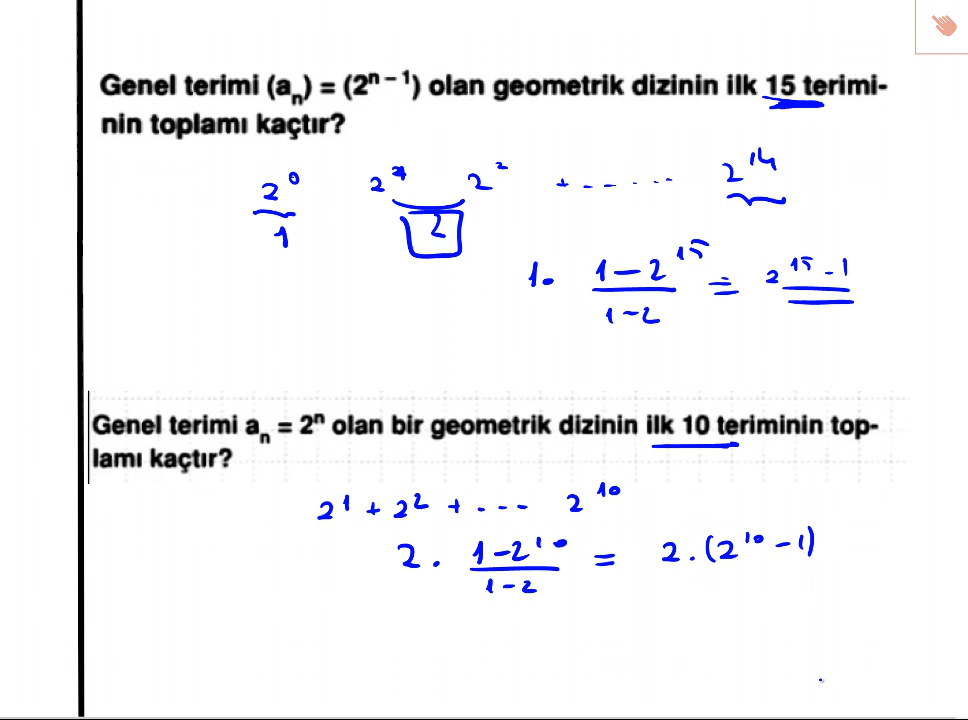 Genel terimi (aₙ) = (2ⁿ⁻¹) olan geometrik dizinin ilk 15 terimi-
nin toplamı kaçtır?
2⁰ 2¹ 2² + - - - ... 2¹⁴
1 2
1. (1-2¹⁵)/(1-2) = 2¹⁵-1
Genel terimi aₙ = 2ⁿ olan bir geometrik dizinin ilk 10 teriminin top-
lamı kaçtır?
2¹ + 2² + - - - 2¹⁰
2. (1-2¹⁰)/(1-2) = 2.(2¹⁰-1)